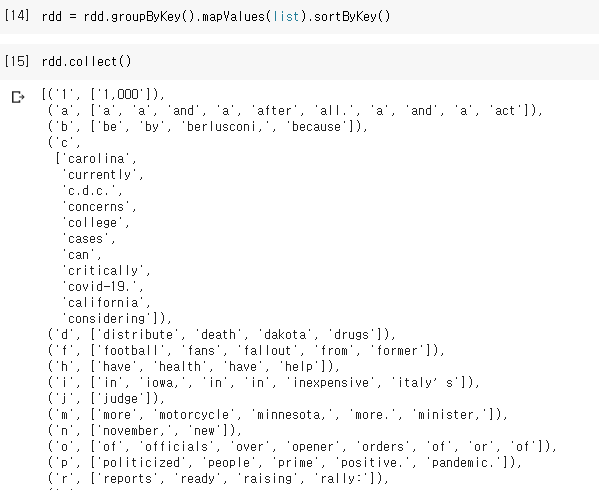 [14] rdd = rdd.groupByKey().mapValues(list).sortByKey()
[15] rdd.collect()
[('1', ['1,000']),
('a', ['a', 'a', 'and', 'a', 'after', 'all.', 'a', 'and', 'a', 'act']),
('b', ['be', 'by', 'berlusconi,', 'because']),
('c',
['carolina',
'currently',
'c.d.c.',
'concerns',
'college',
'cases',
'can',
'critically',
'covid-19.',
'california',
'considering']),
('d', ['distribute', 'death', 'dakota', 'drugs']),
('f', ['football', 'fans', 'fallout', 'from', 'former']),
('h', ['have', 'health', 'have', 'help']),
('i', ['in', 'iowa,', 'in', 'in', 'inexpensive', 'italy’s']),
('j', ['judge']),
('m', ['more', 'motorcycle', 'minnesota,', 'more.', 'minister,']),
('n', ['november,', 'new']),
('o', ['of', 'officials', 'over', 'opener', 'orders', 'of', 'or', 'of']),
('p', ['politicized', 'people', 'prime', 'positive.', 'pandemic.']),
('r', ['reports', 'ready', 'raising', 'rally:']),